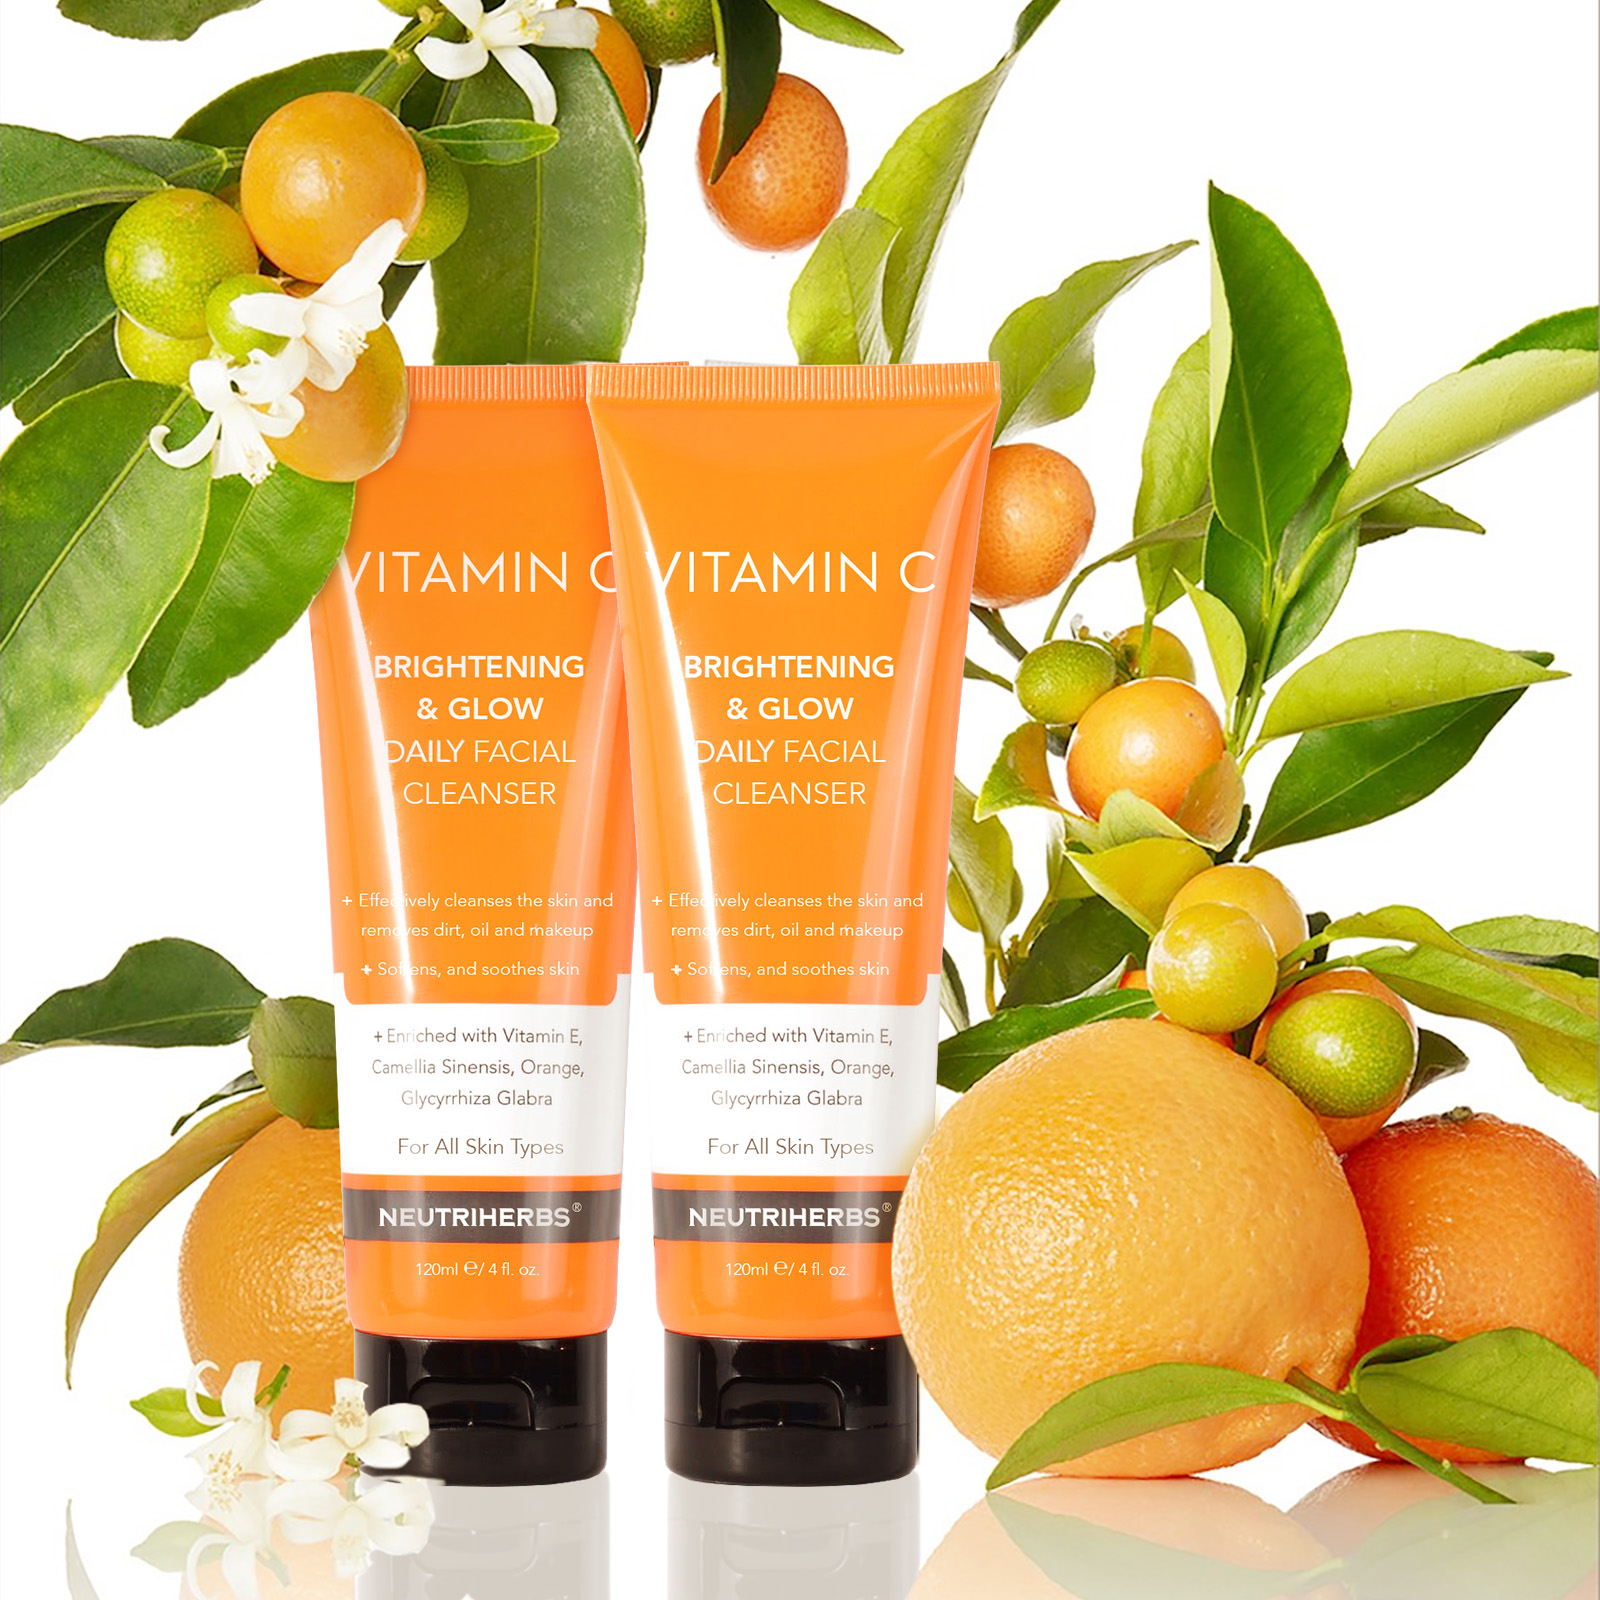 VITAMIN C
BRIGHTENING
& GLOW
DAILY FACIAL
CLEANSER
+ Effectively cleanses the skin and
removes dirt, oil and makeup
+ Softens, and soothes skin
+ Enriched with Vitamin E,
Camellia Sinensis, Orange,
Glycyrrhiza Glabra
For All Skin Types
NEUTRIHERBS®
120ml ℮/ 4 fl. oz.
VITAMIN C
BRIGHTENING
& GLOW
DAILY FACIAL
CLEANSER
+ Effectively cleanses the skin and
removes dirt, oil and makeup
+ Softens, and soothes skin
+ Enriched with Vitamin E,
Camellia Sinensis, Orange,
Glycyrrhiza Glabra
For All Skin Types
NEUTRIHERBS®
120ml ℮/ 4 fl. oz.